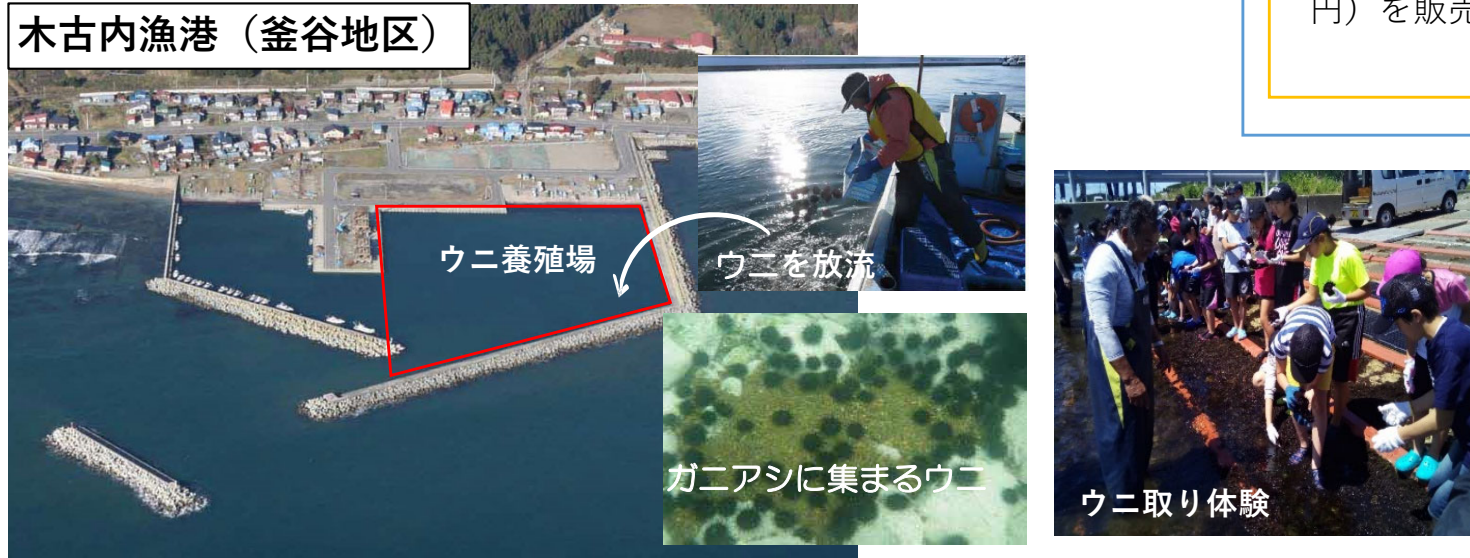 木古内漁港（釜谷地区）
円）を販売
ウニ養殖場
ウニを放流
ガニアシに集まるウニ
ウニ取り体験